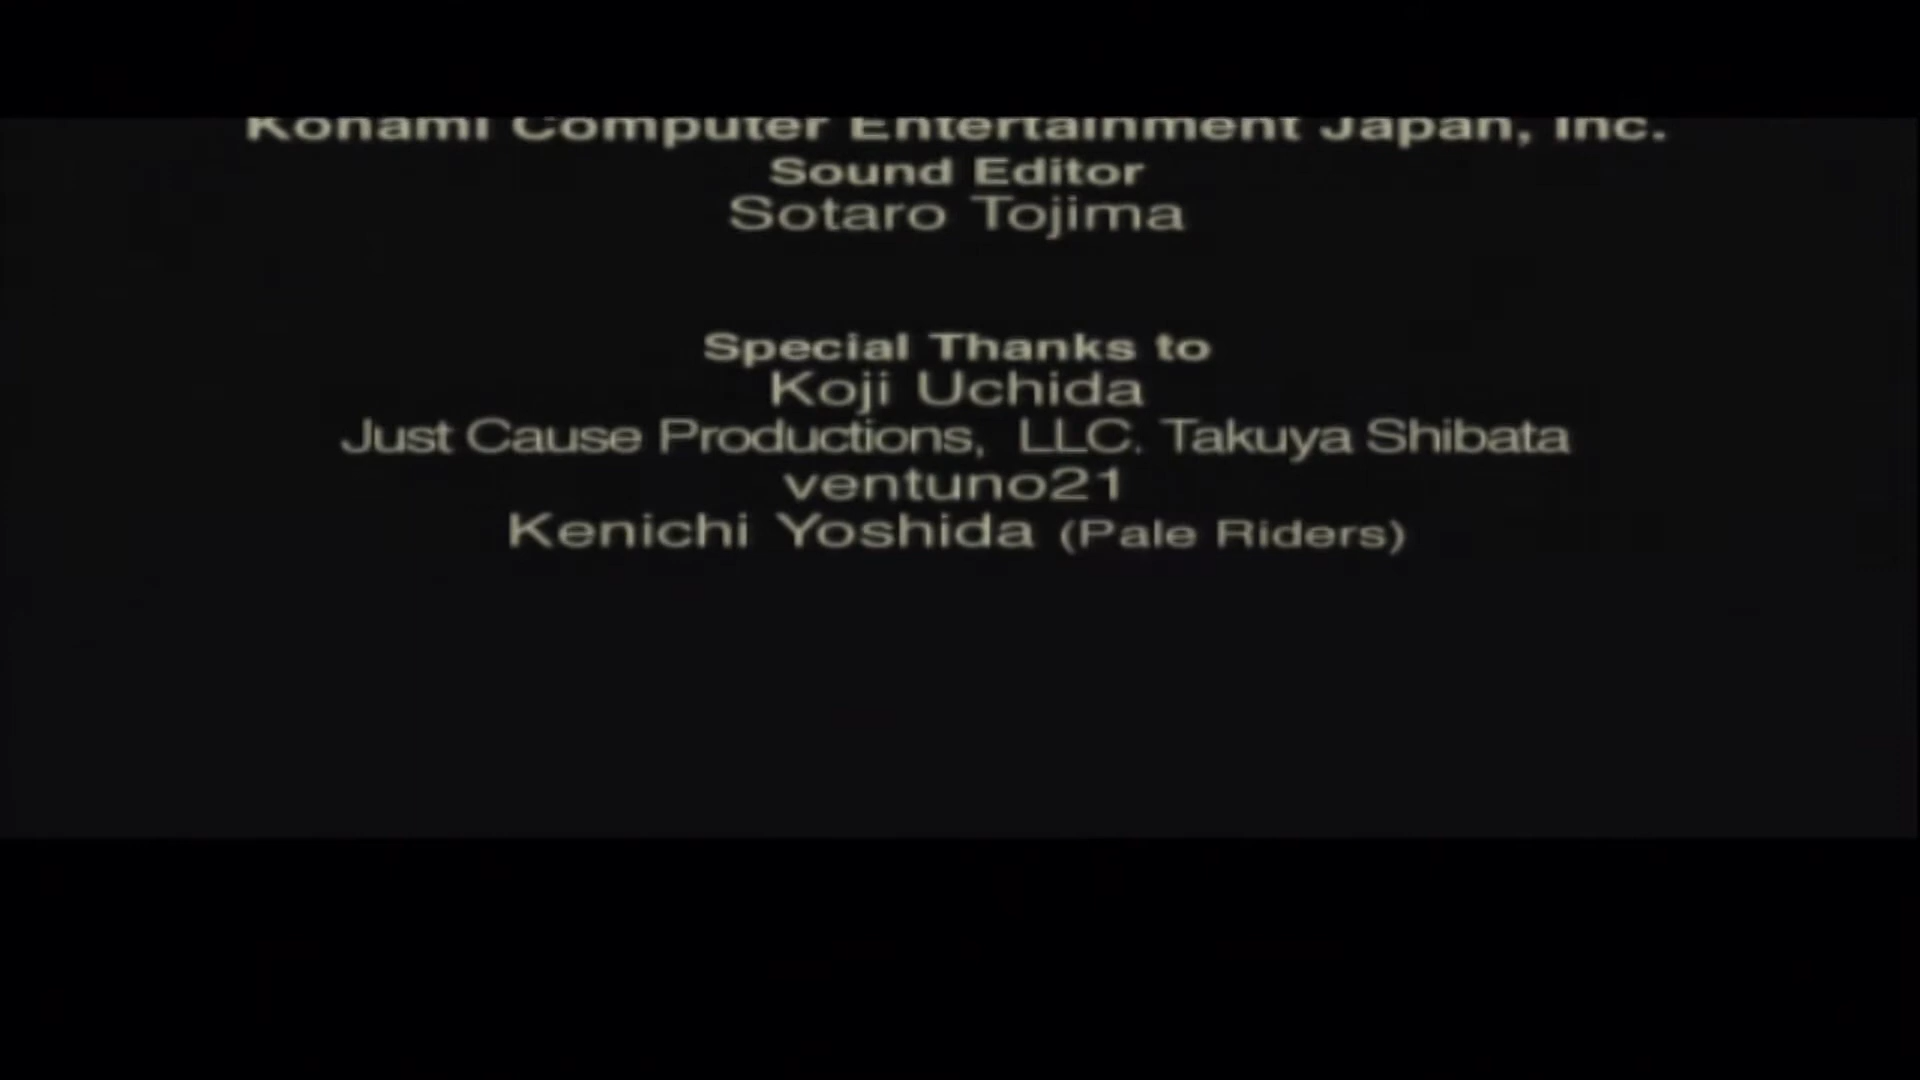 Konami Computer Entertainment Japan, Inc.
Sound Editor
Sotaro Tojima
Special Thanks to
Koji Uchida
Just Cause Productions, LLC. Takuya Shibata
ventuno21
Kenichi Yoshida (Pale Riders)